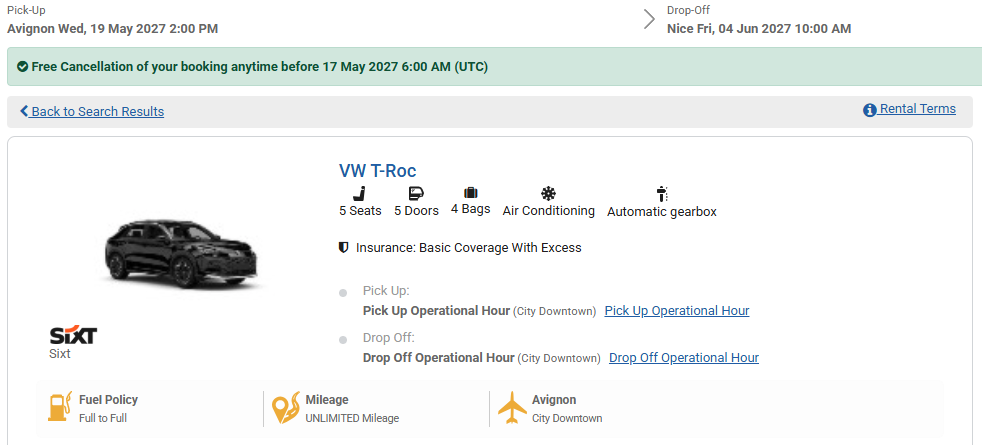 Pick-Up
Avignon Wed, 19 May 2027 2:00 PM
Drop-Off
Nice Fri, 04 Jun 2027 10:00 AM
Free Cancellation of your booking anytime before 17 May 2027 6:00 AM (UTC)
Back to Search Results
Rental Terms
VW T-Roc
5 Seats
5 Doors
4 Bags
Air Conditioning
Automatic gearbox
Insurance: Basic Coverage With Excess
Pick Up:
Pick Up Operational Hour (City Downtown) Pick Up Operational Hour
Drop Off:
Drop Off Operational Hour (City Downtown) Drop Off Operational Hour
SIXT
Sixt
Fuel Policy
Full to Full
Mileage
UNLIMITED Mileage
Avignon
City Downtown